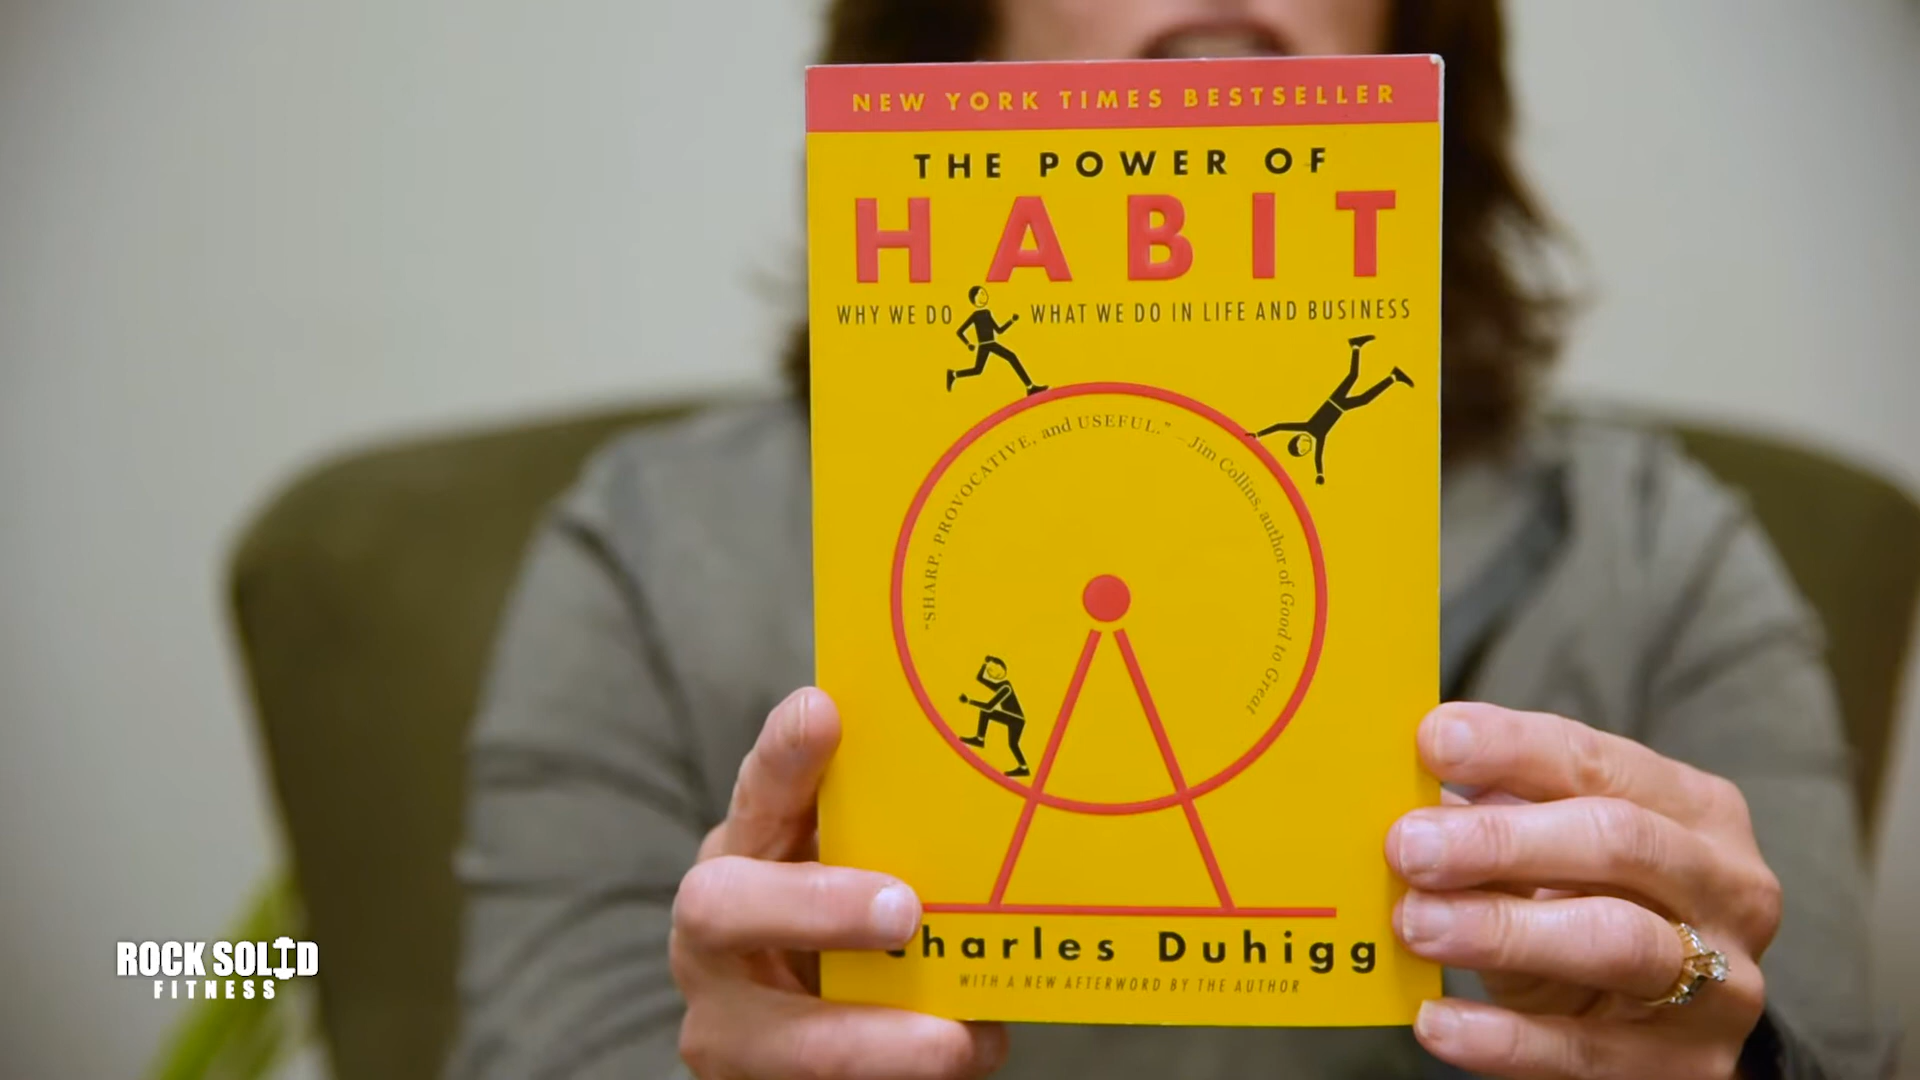 NEW YORK TIMES BESTSELLER
THE POWER OF
HABIT
WHY WE DO WHAT WE DO IN LIFE AND BUSINESS
"SHARP, PROVOCATIVE, and USEFUL." – Jim Collins, author of Good to Great
Charles Duhigg
WITH A NEW AFTERWORD BY THE AUTHOR
ROCK SOLID
FITNESS